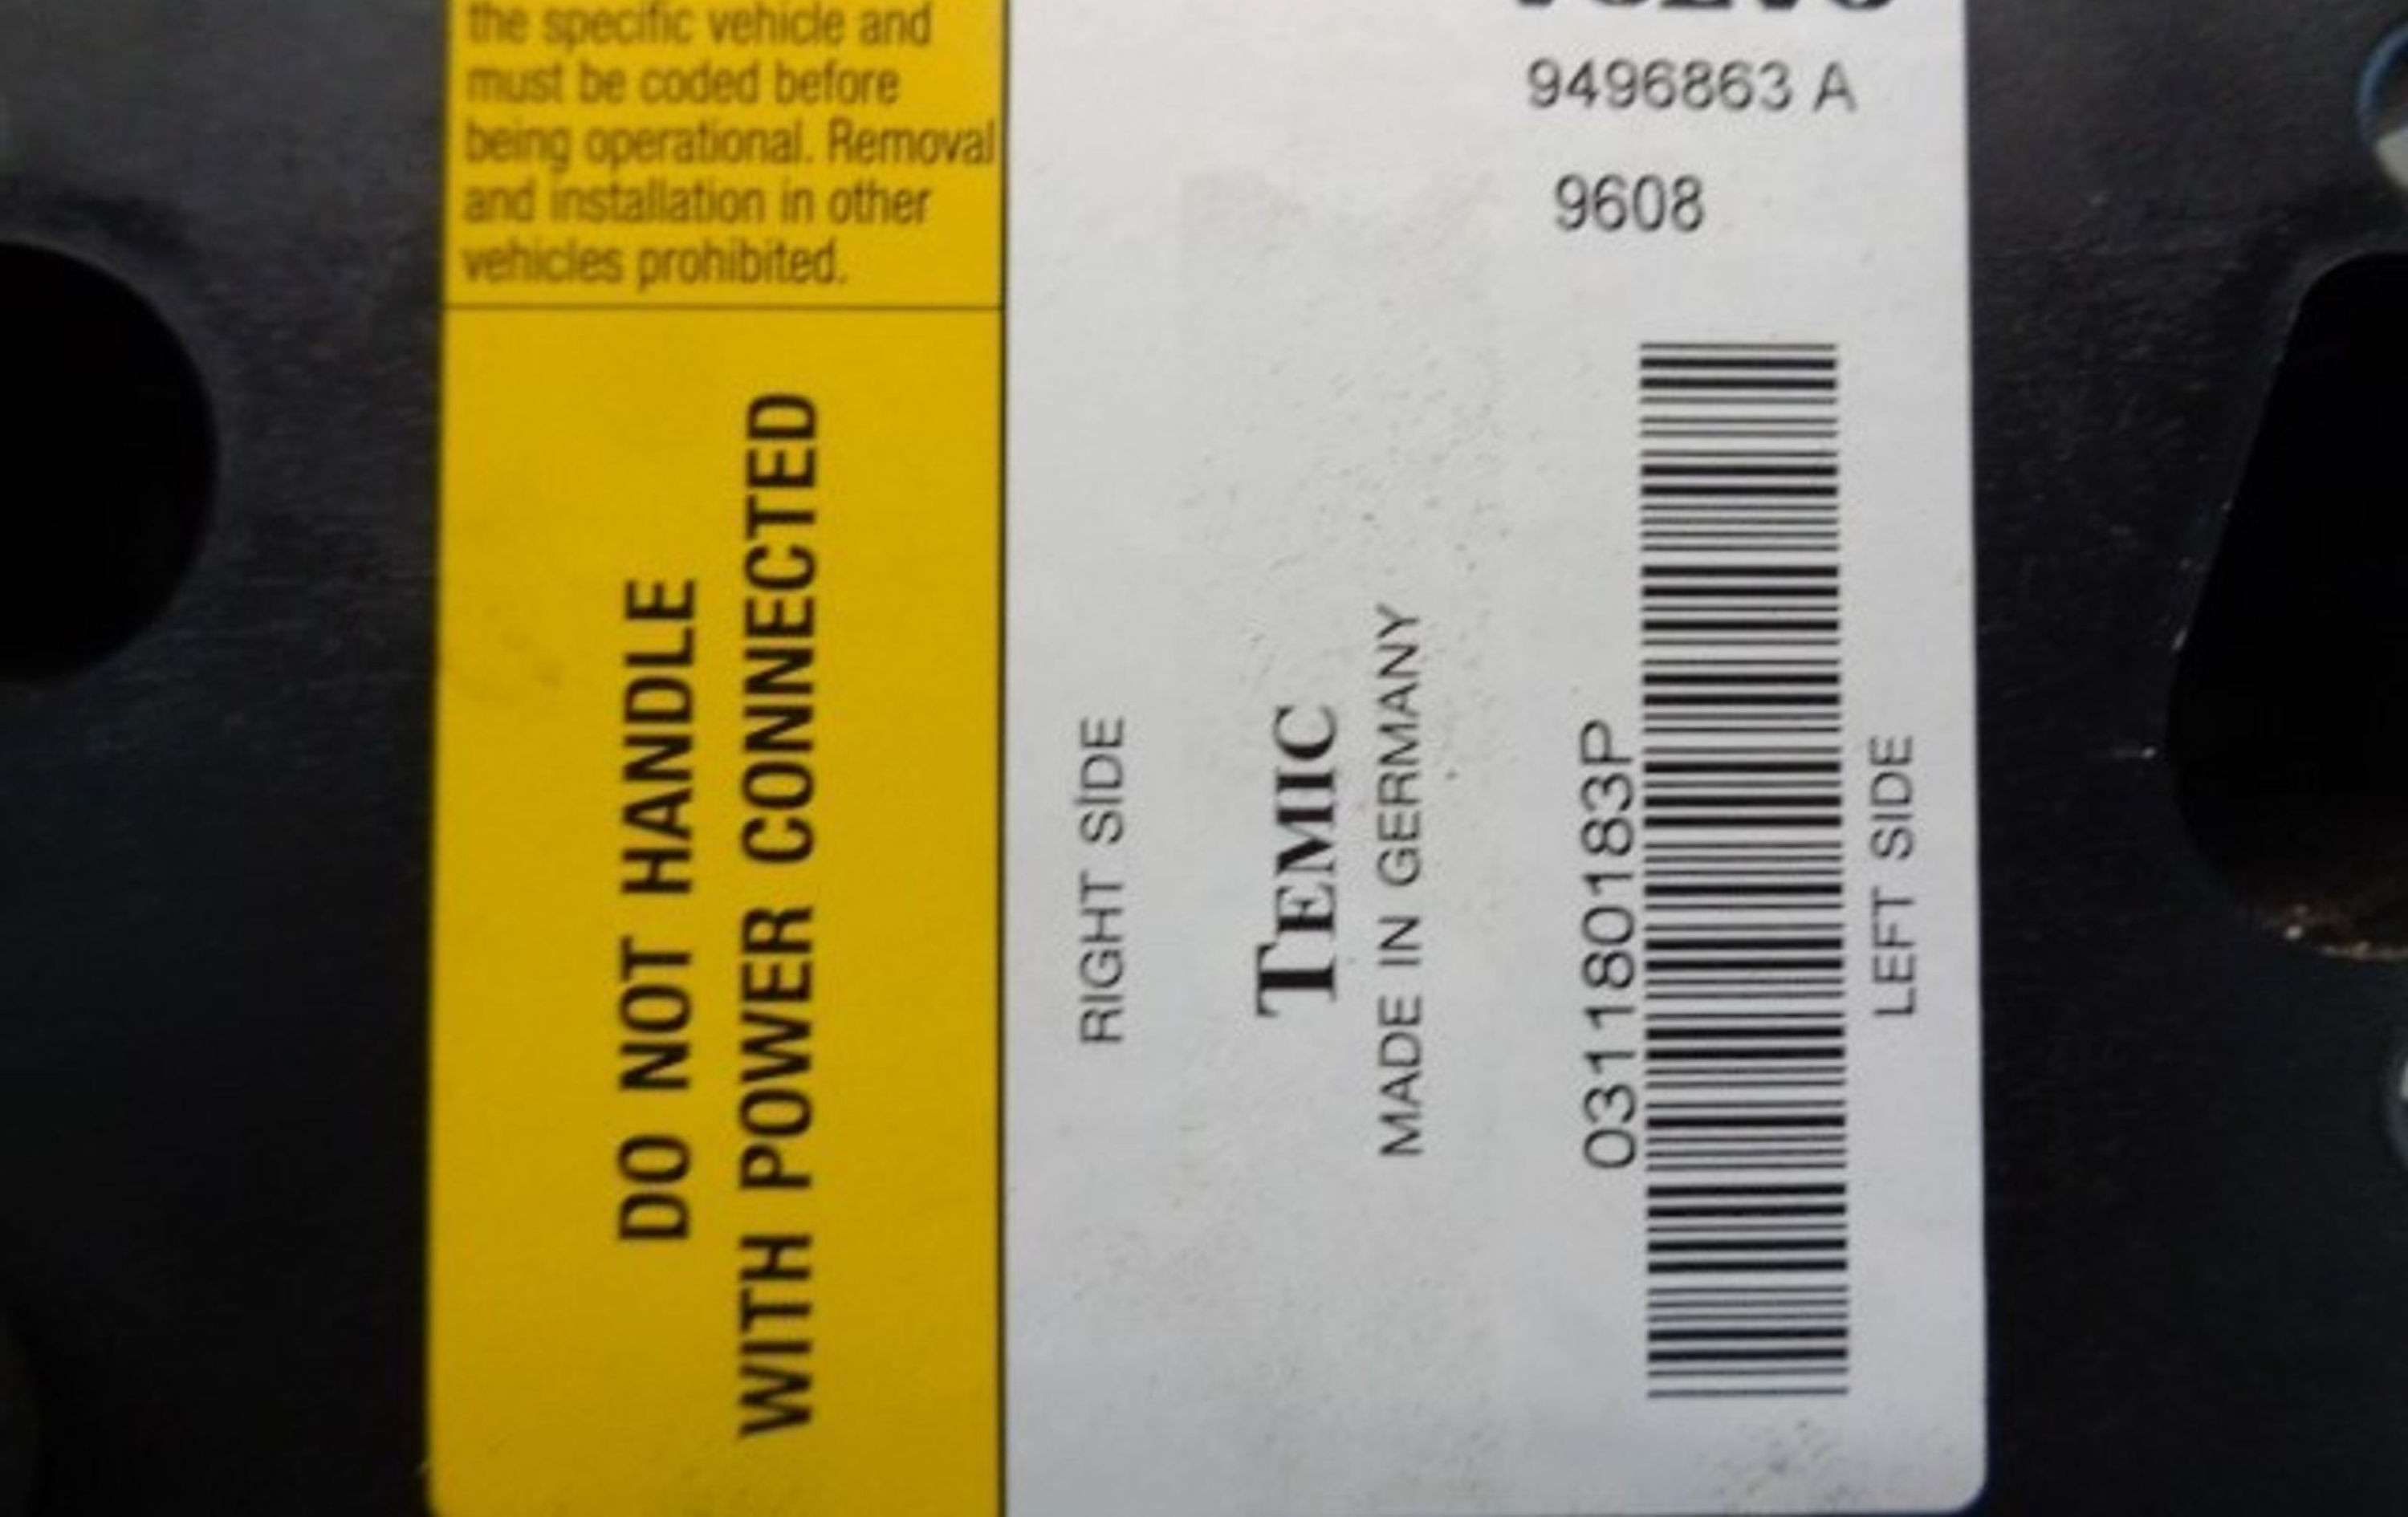 the specific vehicle and
must be coded before
being operational. Removal
and installation in other
vehicles prohibited.
DO NOT HANDLE
WITH POWER CONNECTED
VOLVO
9496863 A
9608
RIGHT SIDE
TEMIC
MADE IN GERMANY
031180183P
LEFT SIDE